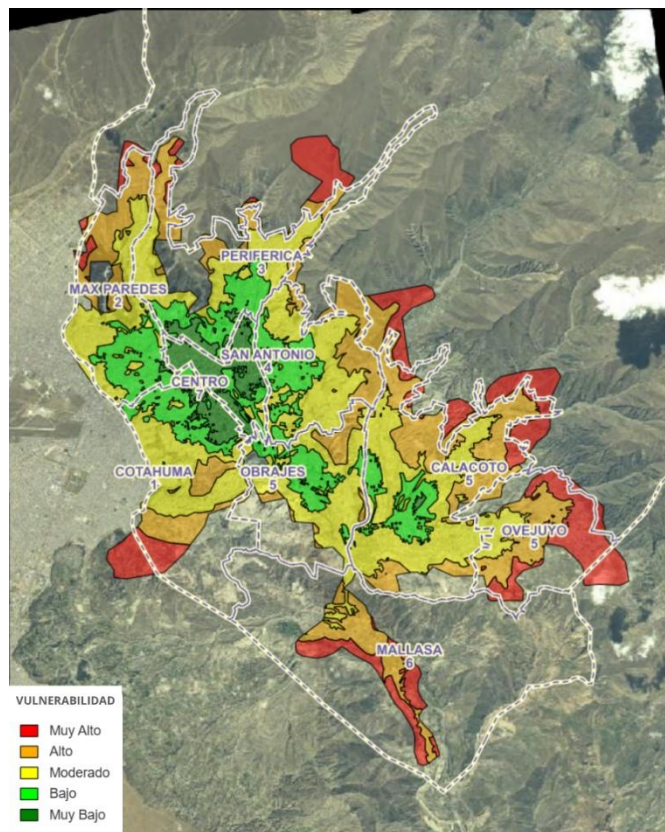 PERIFERICA
3
MAX PAREDES
2
SAN ANTONIO
4
CENTRO
COTAHUMA
1
OBRAJES
5
CALACOTO
5
OVEJUYO
5
MALLASA
6
VULNERABILIDAD
Muy Alto
Alto
Moderado
Bajo
Muy Bajo